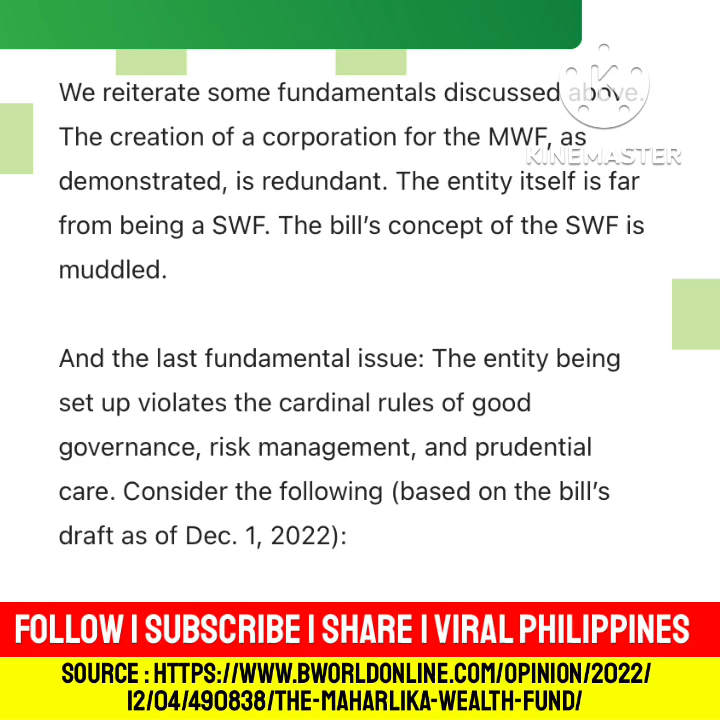 We reiterate some fundamentals discussed above.
The creation of a corporation for the MWF, as
KINEMASTER
demonstrated, is redundant. The entity itself is far
from being a SWF. The bill’s concept of the SWF is
muddled.
And the last fundamental issue: The entity being
set up violates the cardinal rules of good
governance, risk management, and prudential
care. Consider the following (based on the bill’s
draft as of Dec. 1, 2022):
FOLLOW | SUBSCRIBE | SHARE | VIRAL PHILIPPINES
SOURCE : HTTPS://WWW.BWORLDONLINE.COM/OPINION/2022/
12/04/490838/THE-MAHARLIKA-WEALTH-FUND/